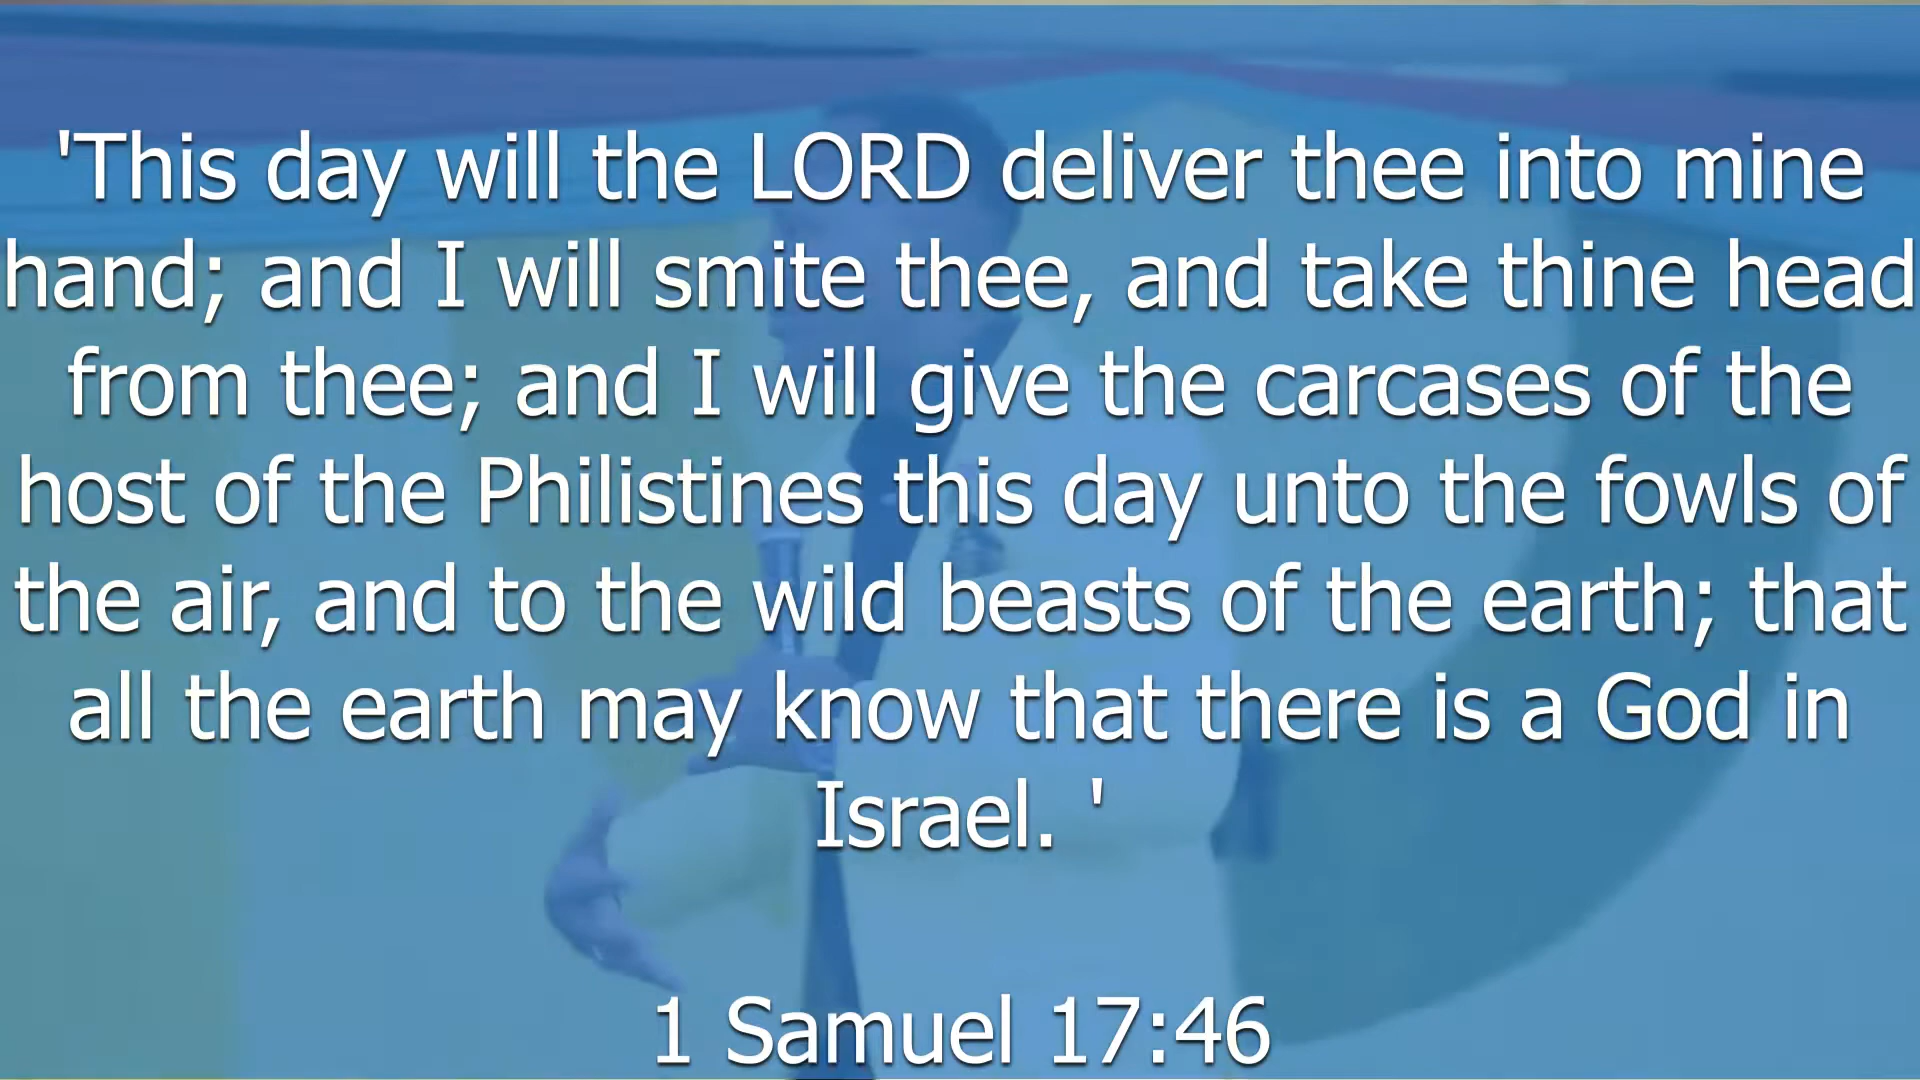 'This day will the LORD deliver thee into mine
hand; and I will smite thee, and take thine head
from thee; and I will give the carcases of the
host of the Philistines this day unto the fowls of
the air, and to the wild beasts of the earth; that
all the earth may know that there is a God in
Israel. '
1 Samuel 17:46